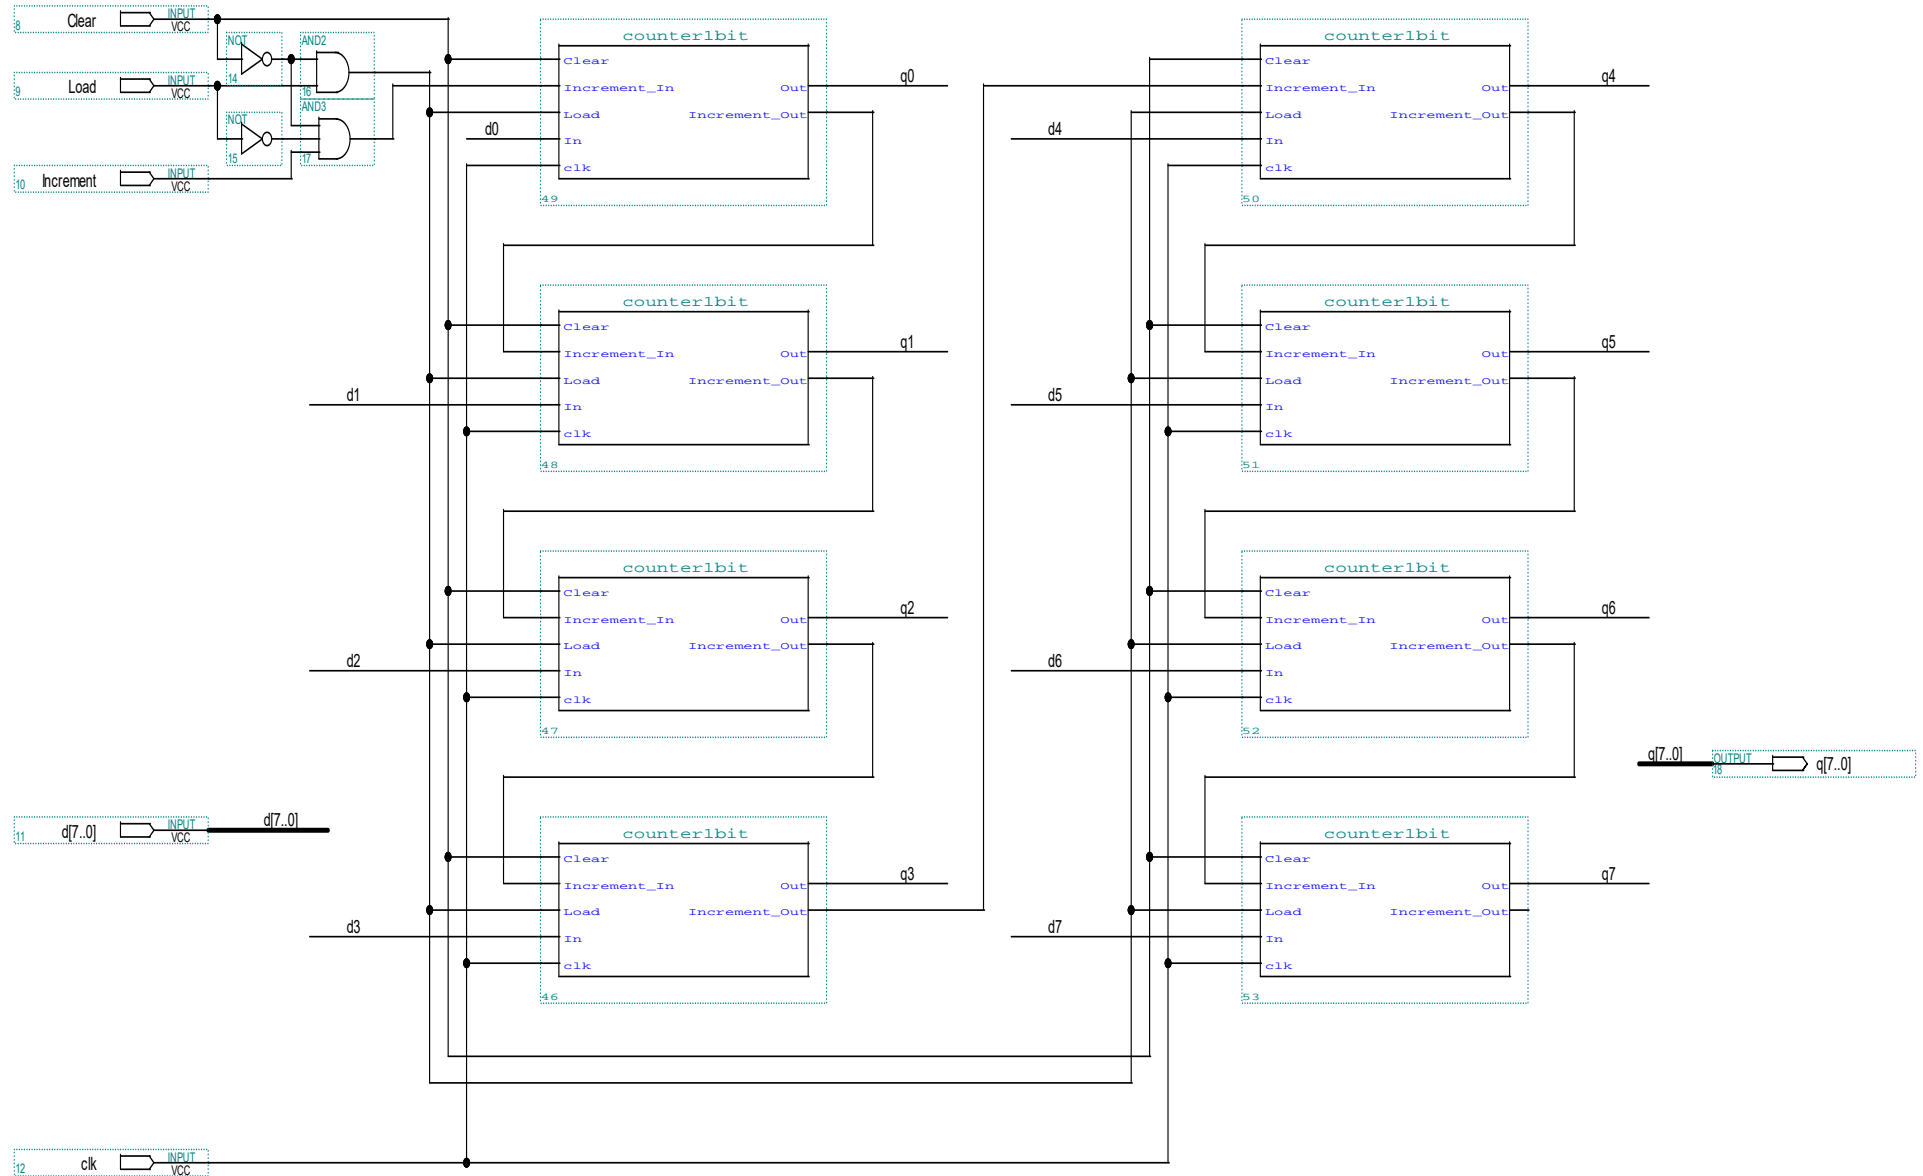 8 Clear INPUT VCC
NOT 14
AND2 16
9 Load INPUT VCC
NOT 15
AND3 17
10 Increment INPUT VCC
counter1bit
Clear
Increment_In Out q0
Load Increment_Out
d0 In
clk
49
counter1bit
Clear
Increment_In Out q4
Load Increment_Out
d4 In
clk
50
counter1bit
Clear
Increment_In Out q1
Load Increment_Out
d1 In
clk
48
counter1bit
Clear
Increment_In Out q5
Load Increment_Out
d5 In
clk
51
counter1bit
Clear
Increment_In Out q2
Load Increment_Out
d2 In
clk
47
counter1bit
Clear
Increment_In Out q6
Load Increment_Out
d6 In
clk
52
q[7..0] OUTPUT 18 q[7..0]
11 d[7..0] INPUT VCC d[7..0]
counter1bit
Clear
Increment_In Out q3
Load Increment_Out
d3 In
clk
46
counter1bit
Clear
Increment_In Out q7
Load Increment_Out
d7 In
clk
53
12 clk INPUT VCC